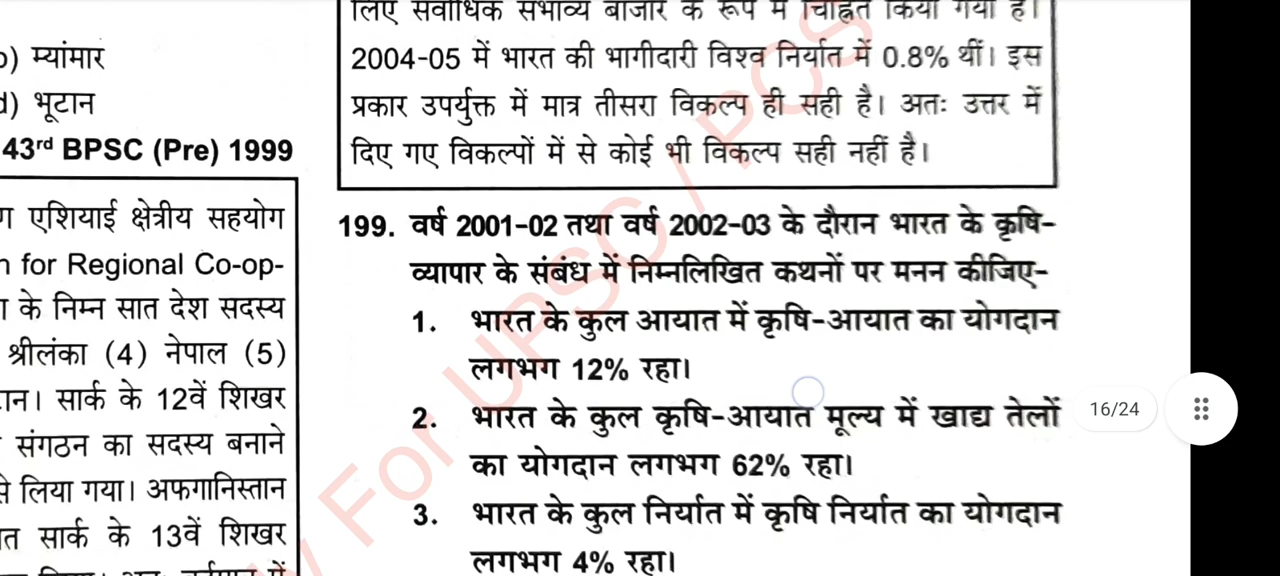 b) म्यांमार
d) भूटान
43rd BPSC (Pre) 1999
एशियाई क्षेत्रीय सहयोग
n for Regional Co-op-
के निम्न सात देश सदस्य
श्रीलंका (4) नेपाल (5)
सार्क के 12वें शिखर
संगठन का सदस्य बनाने
लिया गया। अफगानिस्तान
सार्क के 13वें शिखर
लिए सर्वाधिक संभाव्य बाजार के रूप में चिह्नित किया गया है।
2004-05 में भारत की भागीदारी विश्व निर्यात में 0.8% थीं। इस
प्रकार उपर्युक्त में मात्र तीसरा विकल्प ही सही है। अतः उत्तर में
दिए गए विकल्पों में से कोई भी विकल्प सही नहीं है।
199. वर्ष 2001-02 तथा वर्ष 2002-03 के दौरान भारत के कृषि-
व्यापार के संबंध में निम्नलिखित कथनों पर मनन कीजिए-
1. भारत के कुल आयात में कृषि-आयात का योगदान
लगभग 12% रहा।
2. भारत के कुल कृषि-आयात मूल्य में खाद्य तेलों
का योगदान लगभग 62% रहा।
3. भारत के कुल निर्यात में कृषि निर्यात का योगदान
लगभग 4% रहा।
For UPSC / PCS
16/24